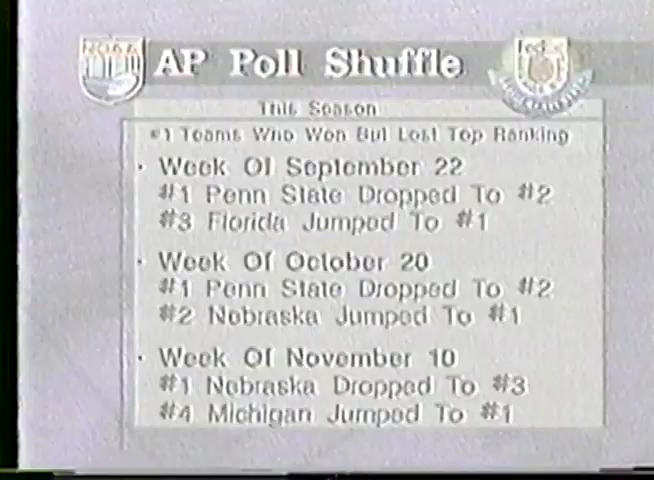 AP Poll Shuffle
This Season
#1 Teams Who Won But Lost Top Ranking
· Week Of September 22
#1 Penn State Dropped To #2
#3 Florida Jumped To #1
· Week Of October 20
#1 Penn State Dropped To #2
#2 Nebraska Jumped To #1
· Week Of November 10
#1 Nebraska Dropped To #3
#4 Michigan Jumped To #1